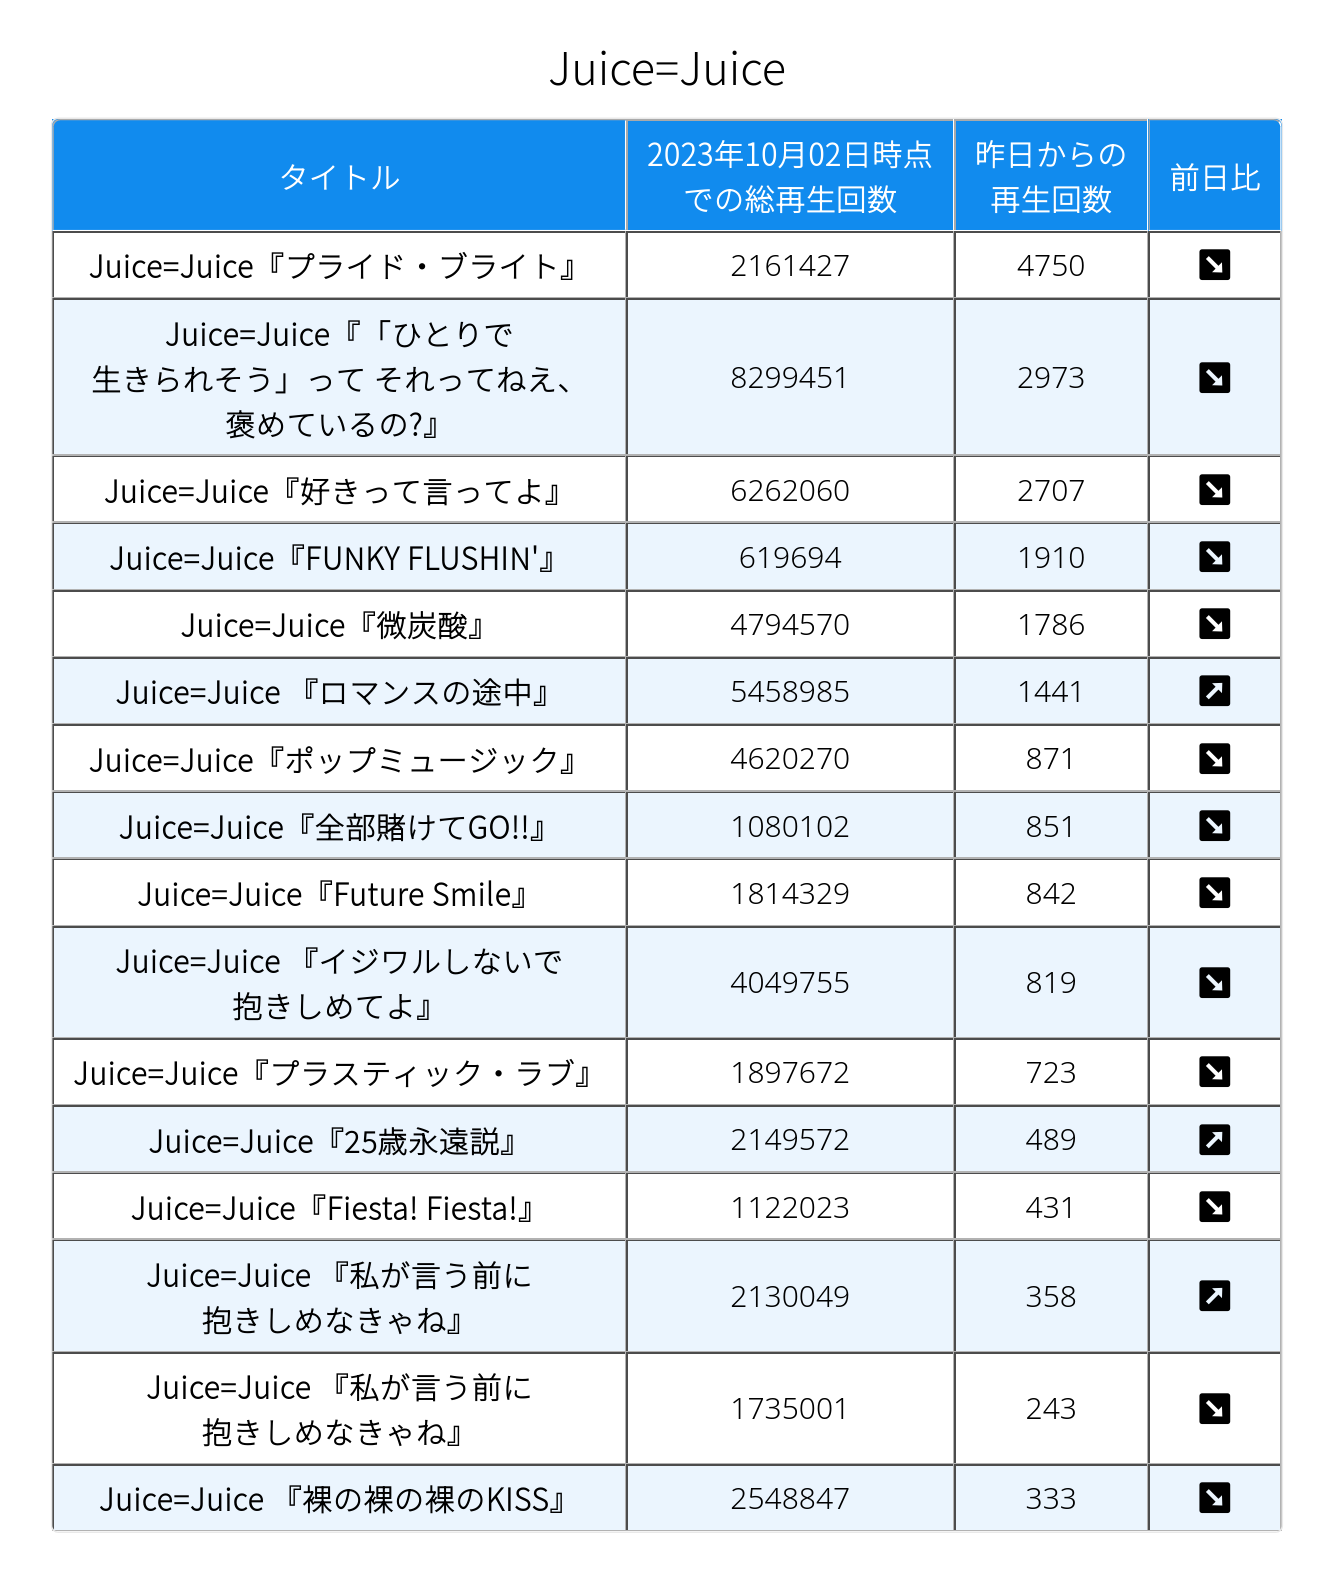 Juice=Juice
タイトル
2023年10月02日時点
での総再生回数
昨日からの
再生回数
前日比
Juice=Juice『プライド・ブライト』
2161427
4750
↘
Juice=Juice『「ひとりで
生きられそう」って それってねえ、
褒めているの?』
8299451
2973
↘
Juice=Juice『好きって言ってよ』
6262060
2707
↘
Juice=Juice『FUNKY FLUSHIN'』
619694
1910
↘
Juice=Juice『微炭酸』
4794570
1786
↘
Juice=Juice 『ロマンスの途中』
5458985
1441
↗
Juice=Juice『ポップミュージック』
4620270
871
↘
Juice=Juice『全部賭けてGO!!』
1080102
851
↘
Juice=Juice『Future Smile』
1814329
842
↘
Juice=Juice 『イジワルしないで
抱きしめてよ』
4049755
819
↘
Juice=Juice『プラスティック・ラブ』
1897672
723
↘
Juice=Juice『25歳永遠説』
2149572
489
↗
Juice=Juice『Fiesta! Fiesta!』
1122023
431
↘
Juice=Juice 『私が言う前に
抱きしめなきゃね』
2130049
358
↗
Juice=Juice 『私が言う前に
抱きしめなきゃね』
1735001
243
↘
Juice=Juice 『裸の裸の裸のKISS』
2548847
333
↘